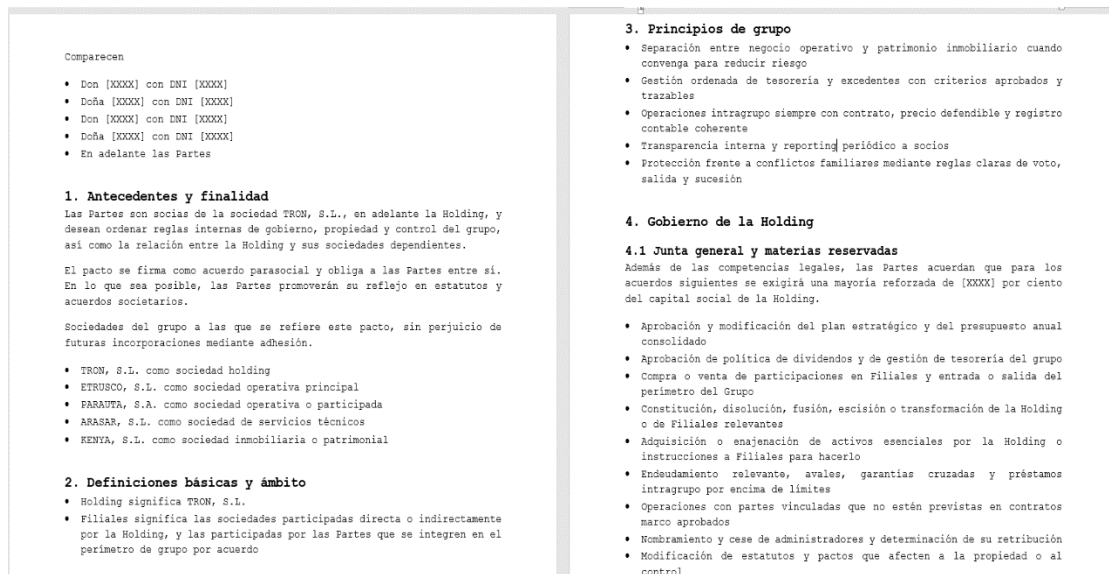 Comparecen
• Don [XXXX] con DNI [XXXX]
• Doña [XXXX] con DNI [XXXX]
• Don [XXXX] con DNI [XXXX]
• Doña [XXXX] con DNI [XXXX]
• En adelante las Partes
1. Antecedentes y finalidad
Las Partes son socias de la sociedad TRON, S.L., en adelante la Holding, y
desean ordenar reglas internas de gobierno, propiedad y control del grupo,
así como la relación entre la Holding y sus sociedades dependientes.
El pacto se firma como acuerdo parasocial y obliga a las Partes entre sí.
En lo que sea posible, las Partes promoverán su reflejo en estatutos y
acuerdos societarios.
Sociedades del grupo a las que se refiere este pacto, sin perjuicio de
futuras incorporaciones mediante adhesión.
• TRON, S.L. como sociedad holding
• ETRUSCO, S.L. como sociedad operativa principal
• PARAUTA, S.A. como sociedad operativa o participada
• ARASAR, S.L. como sociedad de servicios técnicos
• KENYA, S.L. como sociedad inmobiliaria o patrimonial
2. Definiciones básicas y ámbito
• Holding significa TRON, S.L.
• Filiales significa las sociedades participadas directa o indirectamente
por la Holding, y las participadas por las Partes que se integren en el
perímetro de grupo por acuerdo
3. Principios de grupo
• Separación entre negocio operativo y patrimonio inmobiliario cuando
convenga para reducir riesgo
• Gestión ordenada de tesorería y excedentes con criterios aprobados y
trazables
• Operaciones intragrupo siempre con contrato, precio defendible y registro
contable coherente
• Transparencia interna y reporting periódico a socios
• Protección frente a conflictos familiares mediante reglas claras de voto,
salida y sucesión
4. Gobierno de la Holding
4.1 Junta general y materias reservadas
Además de las competencias legales, las Partes acuerdan que para los
acuerdos siguientes se exigirá una mayoría reforzada de [XXXX] por ciento
del capital social de la Holding.
• Aprobación y modificación del plan estratégico y del presupuesto anual
consolidado
• Aprobación de política de dividendos y de gestión de tesorería del grupo
• Compra o venta de participaciones en Filiales y entrada o salida del
perímetro del Grupo
• Constitución, disolución, fusión, escisión o transformación de la Holding
o de Filiales relevantes
• Adquisición o enajenación de activos esenciales por la Holding o
instrucciones a Filiales para hacerlo
• Endeudamiento relevante, avales, garantías cruzadas y préstamos
intragrupo por encima de límites
• Operaciones con partes vinculadas que no estén previstas en contratos
marco aprobados
• Nombramiento y cese de administradores y determinación de su retribución
• Modificación de estatutos y pactos que afecten a la propiedad o al
control